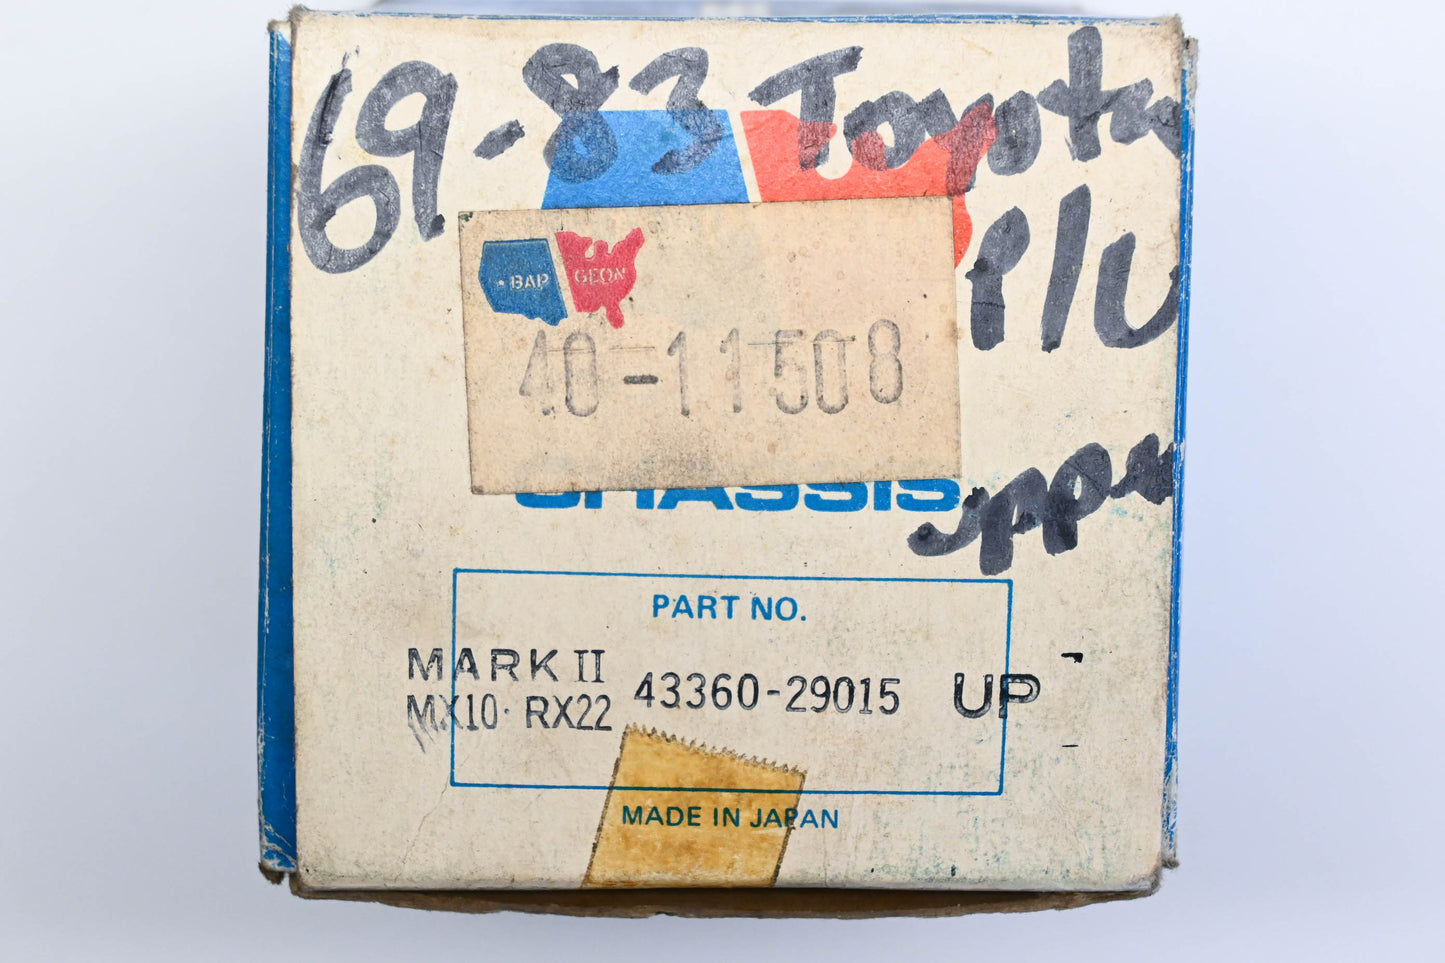 69-83 Toyota
P/U
BAP GEON
40-11508
CHASSIS
upper
PART NO.
MARK II
43360-29015 UP
MX10· RX22
MADE IN JAPAN